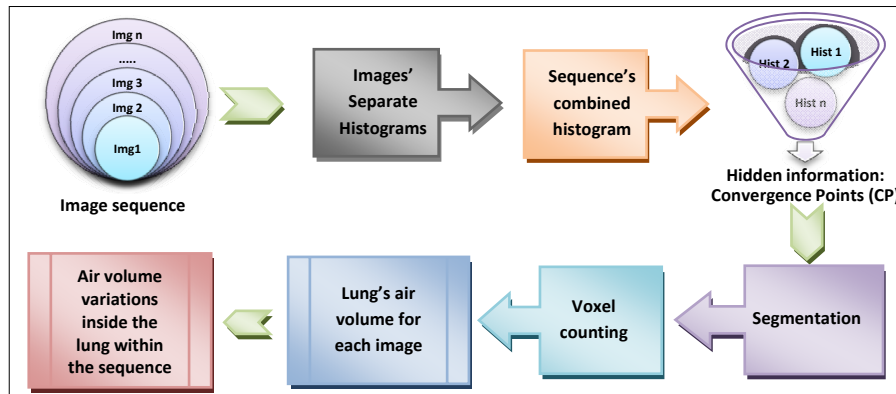 Img n
.....
Img 3
Img 2
Img1
Image sequence
Images'
Separate
Histograms
Sequence's
combined
histogram
Hist 1
Hist 2
Hist n
Hidden information:
Convergence Points (CP)
Air volume
variations
inside the
lung within
the sequence
Lung's air
volume for
each image
Voxel
counting
Segmentation